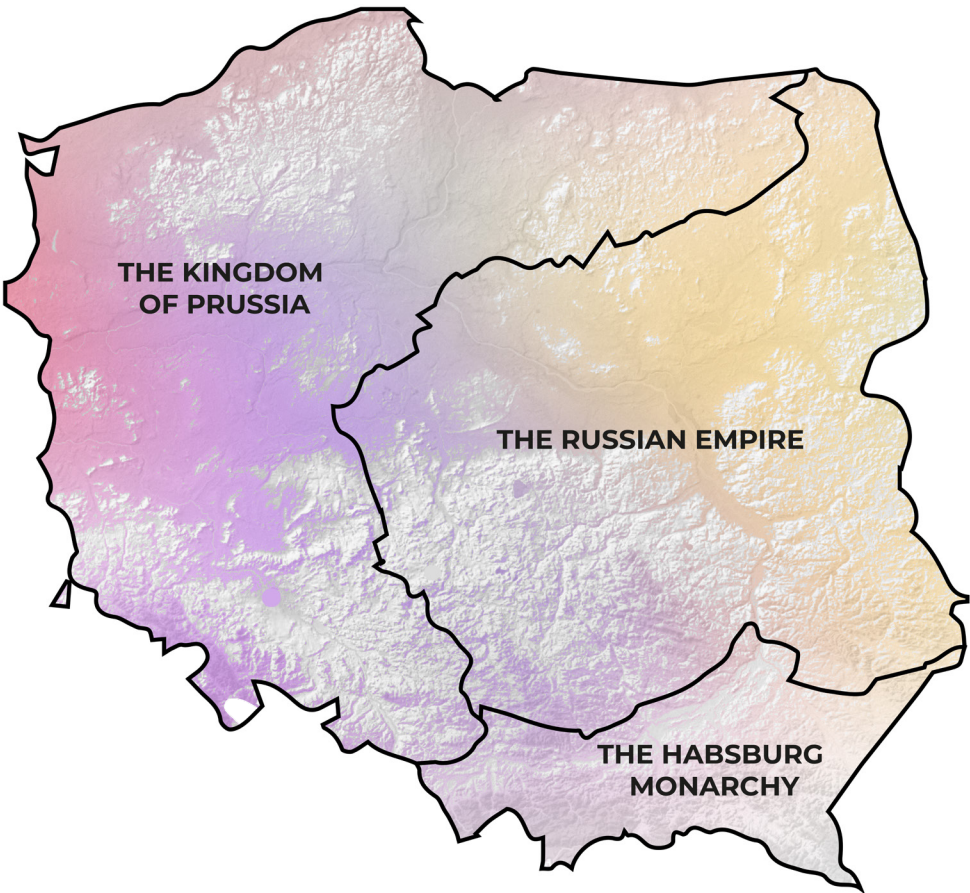 THE KINGDOM
OF PRUSSIA
THE RUSSIAN EMPIRE
THE HABSBURG
MONARCHY